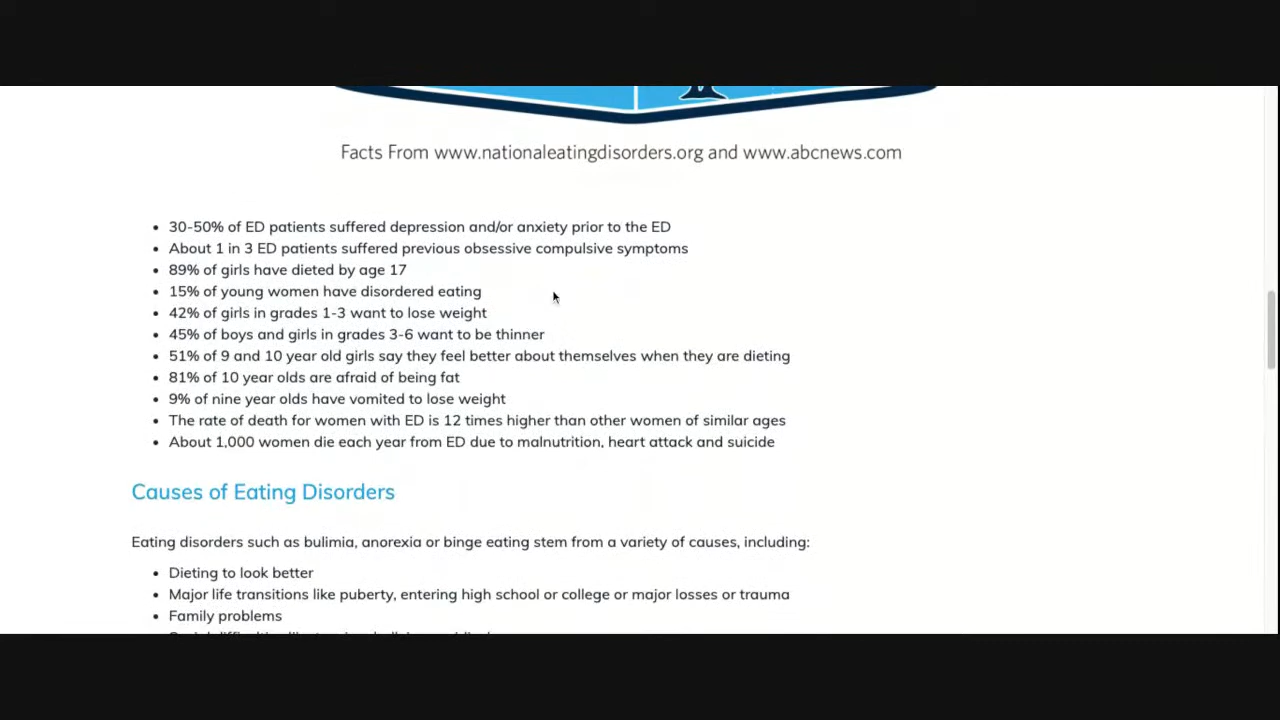 Facts From www.nationaleatingdisorders.org and www.abcnews.com
30-50% of ED patients suffered depression and/or anxiety prior to the ED
About 1 in 3 ED patients suffered previous obsessive compulsive symptoms
89% of girls have dieted by age 17
15% of young women have disordered eating
42% of girls in grades 1-3 want to lose weight
45% of boys and girls in grades 3-6 want to be thinner
51% of 9 and 10 year old girls say they feel better about themselves when they are dieting
81% of 10 year olds are afraid of being fat
9% of nine year olds have vomited to lose weight
The rate of death for women with ED is 12 times higher than other women of similar ages
About 1,000 women die each year from ED due to malnutrition, heart attack and suicide
Causes of Eating Disorders
Eating disorders such as bulimia, anorexia or binge eating stem from a variety of causes, including:
Dieting to look better
Major life transitions like puberty, entering high school or college or major losses or trauma
Family problems